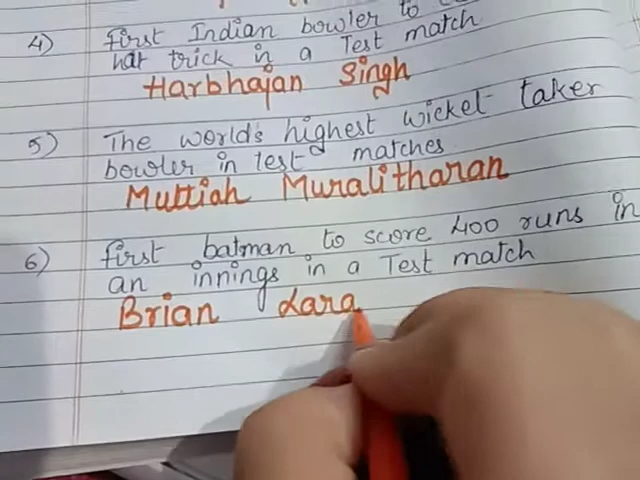 4) first Indian bowler to
hat trick in a Test match
Harbhajan Singh
5) The world's highest wicket taker
bowler in test matches
Muttiah Muralitharan
6) first batman to score 400 runs in
an innings in a Test match
Brian Lara